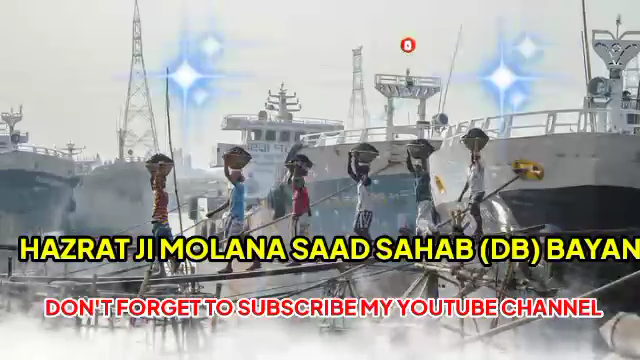 HAZRAT JI MOLANA SAAD SAHAB (DB) BAYAN
DON'T FORGET TO SUBSCRIBE MY YOUTUBE CHANNEL